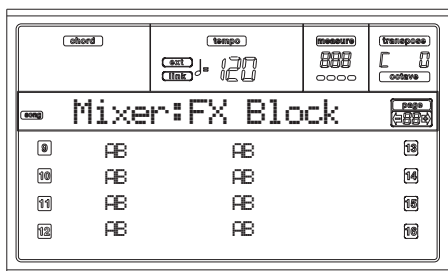 chord tempo measure transpose
ext link ♩= 120 888 C 0
octave
song Mixer:FX Block page 88
9 AB AB 13
10 AB AB 14
11 AB AB 15
12 AB AB 16